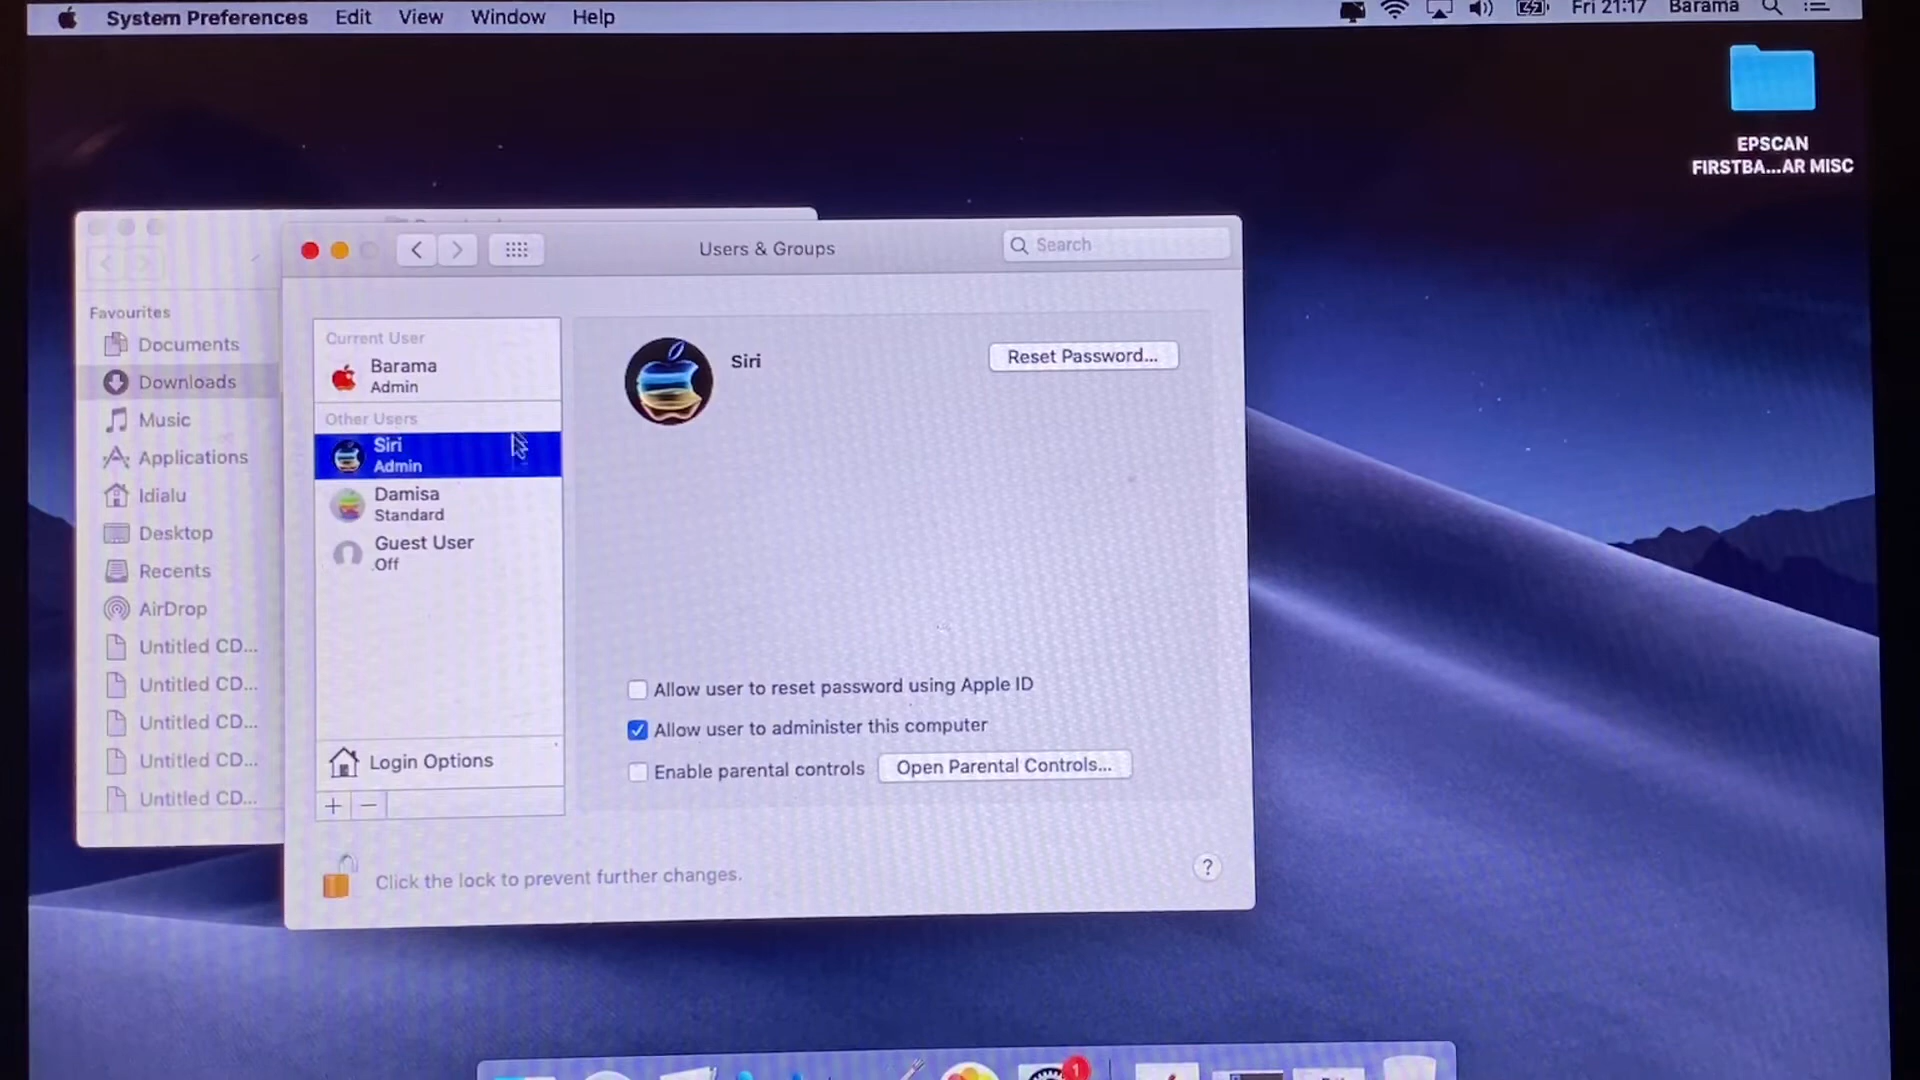 System Preferences Edit View Window Help Fri 21:17 Barama
EPSCAN
FIRSTBA...AR MISC
Users & Groups
Search
Favourites
Documents
Downloads
Music
Applications
Idialu
Desktop
Recents
AirDrop
Untitled CD...
Untitled CD...
Untitled CD...
Untitled CD...
Untitled CD...
Current User
Barama
Admin
Other Users
Siri
Admin
Damisa
Standard
Guest User
Off
Login Options
+ −
Siri
Reset Password...
Allow user to reset password using Apple ID
Allow user to administer this computer
Enable parental controls Open Parental Controls...
Click the lock to prevent further changes.
?
1